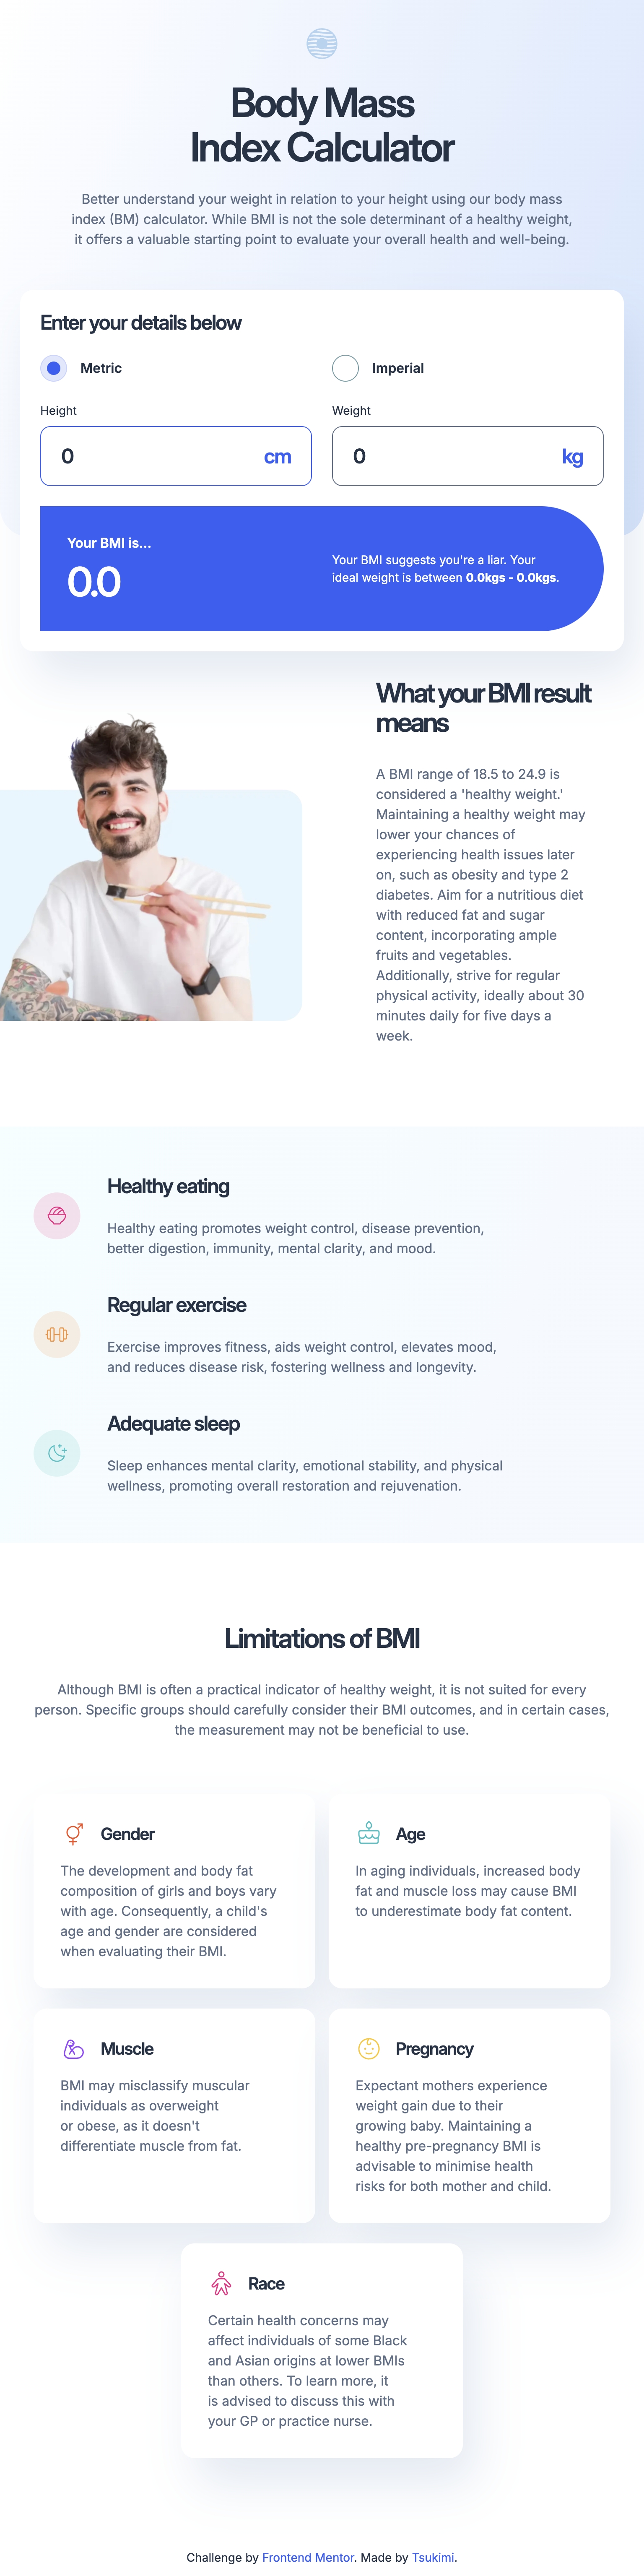 Body Mass
Index Calculator
Better understand your weight in relation to your height using our body mass
index (BM) calculator. While BMI is not the sole determinant of a healthy weight,
it offers a valuable starting point to evaluate your overall health and well-being.
Enter your details below
Metric
Imperial
Height
Weight
0 cm
0 kg
Your BMI is...
0.0
Your BMI suggests you're a liar. Your
ideal weight is between 0.0kgs - 0.0kgs.
What your BMI result
means
A BMI range of 18.5 to 24.9 is
considered a 'healthy weight.'
Maintaining a healthy weight may
lower your chances of
experiencing health issues later
on, such as obesity and type 2
diabetes. Aim for a nutritious diet
with reduced fat and sugar
content, incorporating ample
fruits and vegetables.
Additionally, strive for regular
physical activity, ideally about 30
minutes daily for five days a
week.
Healthy eating
Healthy eating promotes weight control, disease prevention,
better digestion, immunity, mental clarity, and mood.
Regular exercise
Exercise improves fitness, aids weight control, elevates mood,
and reduces disease risk, fostering wellness and longevity.
Adequate sleep
Sleep enhances mental clarity, emotional stability, and physical
wellness, promoting overall restoration and rejuvenation.
Limitations of BMI
Although BMI is often a practical indicator of healthy weight, it is not suited for every
person. Specific groups should carefully consider their BMI outcomes, and in certain cases,
the measurement may not be beneficial to use.
Gender
The development and body fat
composition of girls and boys vary
with age. Consequently, a child's
age and gender are considered
when evaluating their BMI.
Age
In aging individuals, increased body
fat and muscle loss may cause BMI
to underestimate body fat content.
Muscle
BMI may misclassify muscular
individuals as overweight
or obese, as it doesn't
differentiate muscle from fat.
Pregnancy
Expectant mothers experience
weight gain due to their
growing baby. Maintaining a
healthy pre-pregnancy BMI is
advisable to minimise health
risks for both mother and child.
Race
Certain health concerns may
affect individuals of some Black
and Asian origins at lower BMIs
than others. To learn more, it
is advised to discuss this with
your GP or practice nurse.
Challenge by Frontend Mentor. Made by Tsukimi.